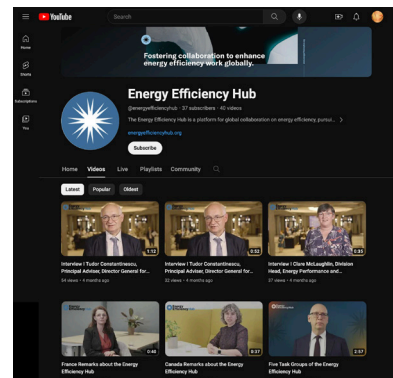 YouTube
Search
Home
Shorts
Subscriptions
You
Fostering collaboration to enhance
energy efficiency work globally.
Energy Efficiency Hub
@energyefficiencyhub · 37 subscribers · 40 videos
The Energy Efficiency Hub is a platform for global collaboration on energy efficiency, pursui...
energyefficiencyhub.org
Subscribe
Home Videos Live Playlists Community
Latest Popular Oldest
1:12
0:52
0:35
Interview I Tudor Constantinescu,
Principal Adviser, Director General for...
54 views · 4 months ago
Interview I Tudor Constantinescu,
Principal Adviser, Director General for...
32 views · 4 months ago
Interview I Clare McLaughlin, Division
Head, Energy Performance and...
37 views · 4 months ago
0:40
0:37
2:57
France Remarks about the Energy
Efficiency Hub
Canada Remarks about the Energy
Efficiency Hub
Five Task Groups of the Energy
Efficiency Hub